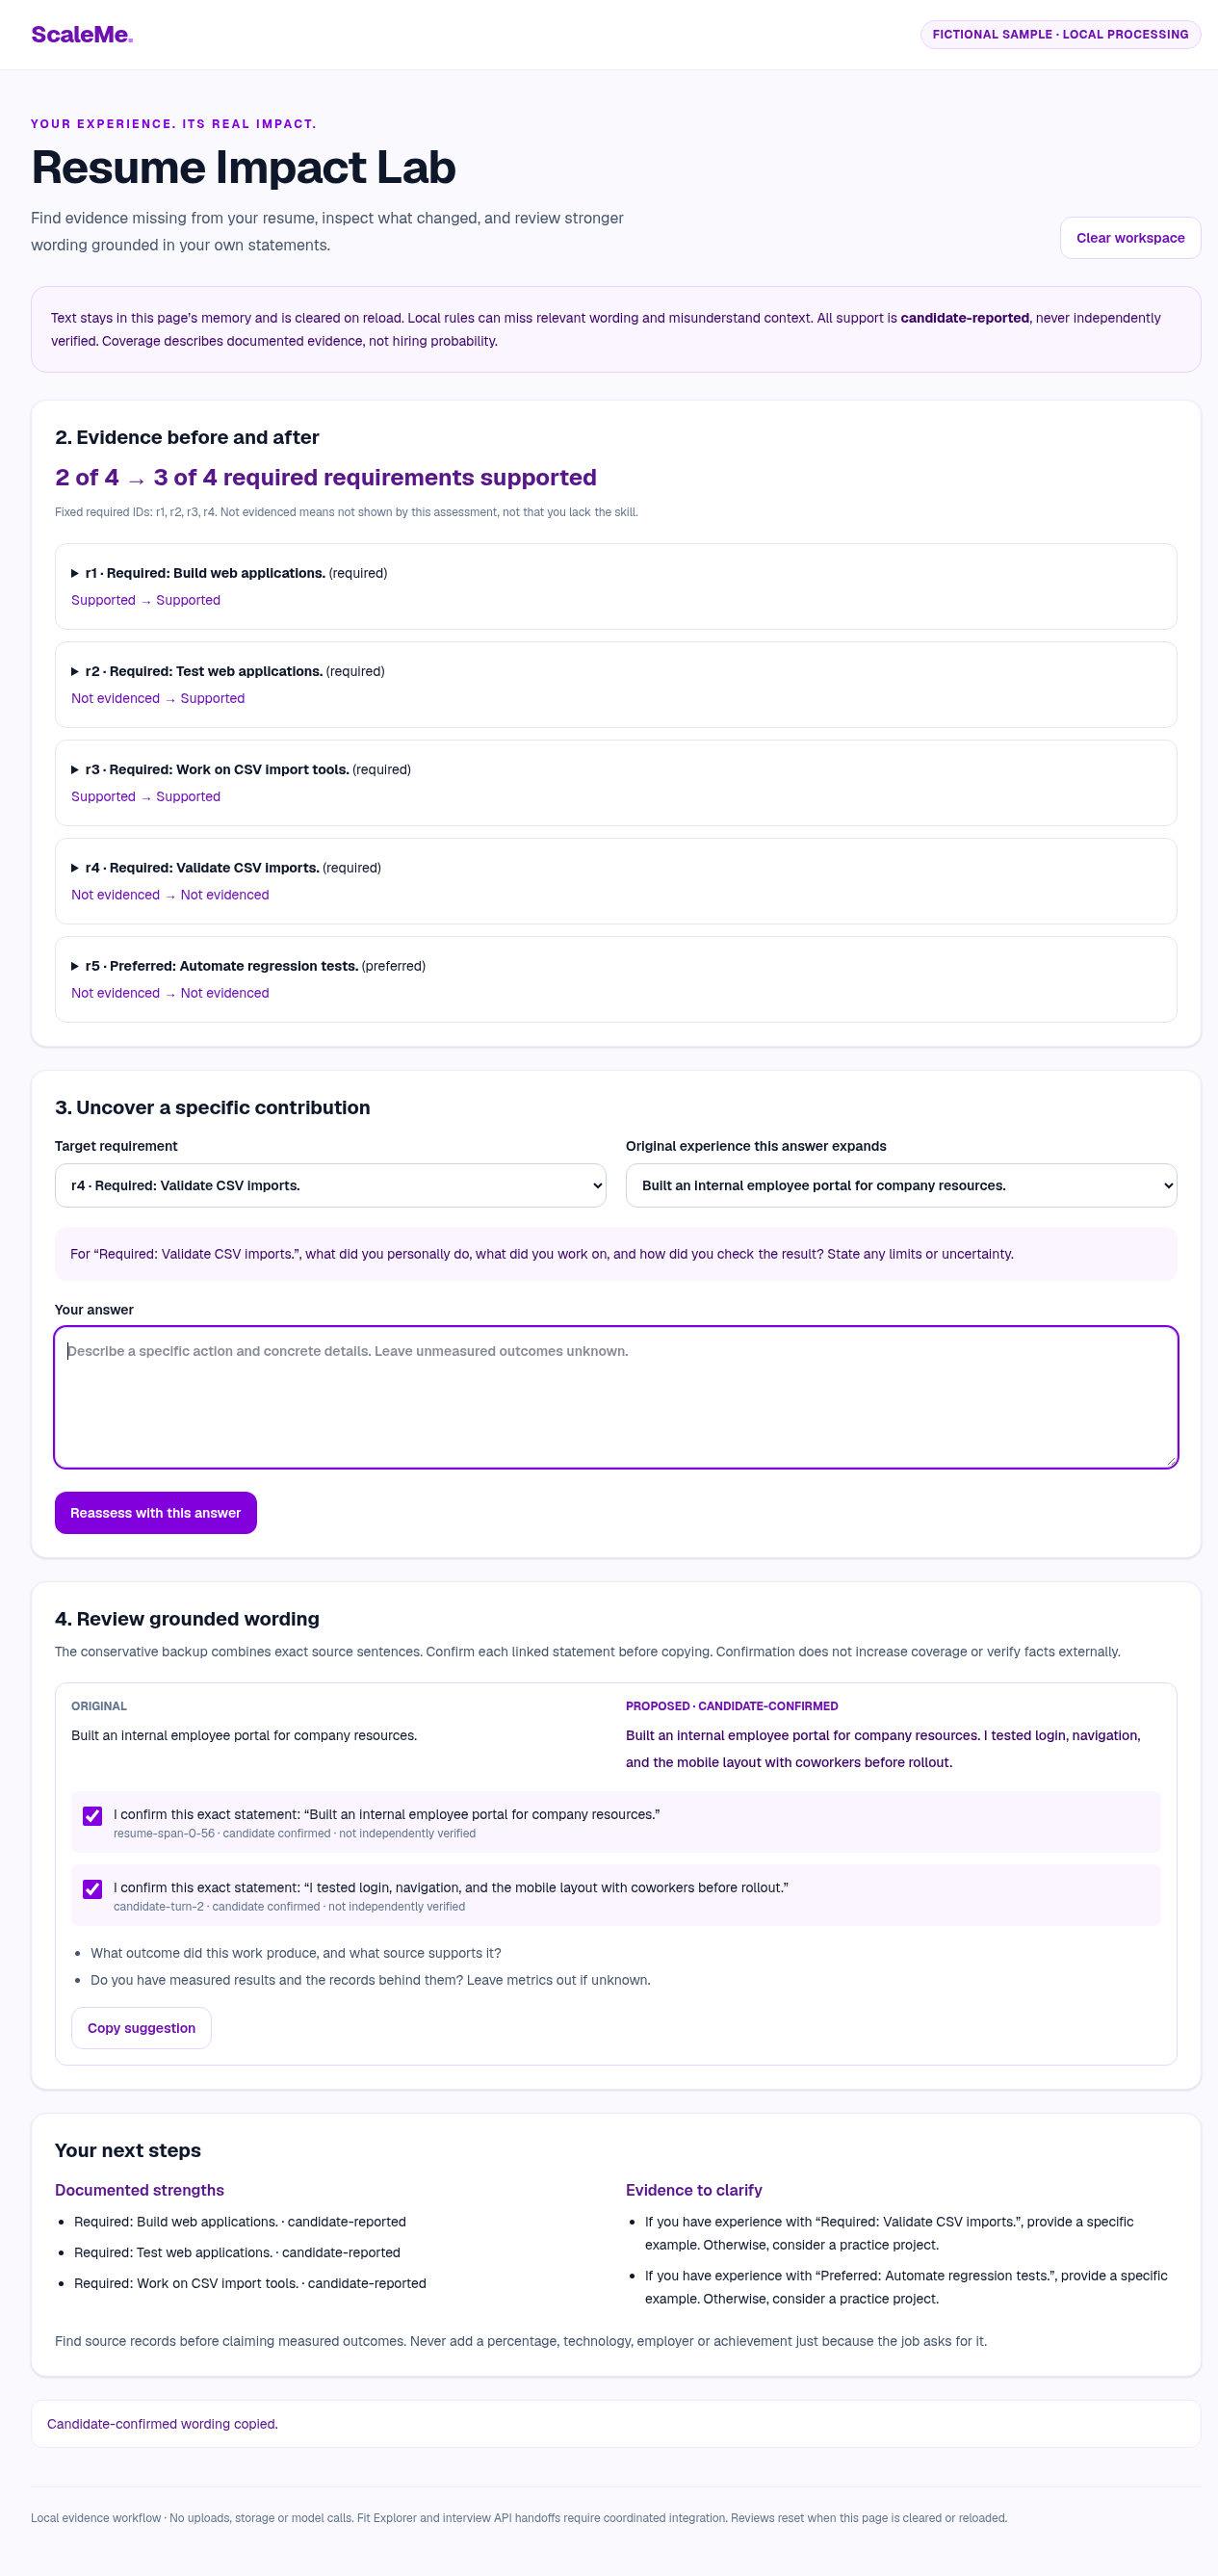 ScaleMe.
FICTIONAL SAMPLE · LOCAL PROCESSING
YOUR EXPERIENCE. ITS REAL IMPACT.
Resume Impact Lab
Find evidence missing from your resume, inspect what changed, and review stronger
wording grounded in your own statements.
Clear workspace
Text stays in this page's memory and is cleared on reload. Local rules can miss relevant wording and misunderstand context. All support is candidate-reported, never independently
verified. Coverage describes documented evidence, not hiring probability.
2. Evidence before and after
2 of 4 → 3 of 4 required requirements supported
Fixed required IDs: r1, r2, r3, r4. Not evidenced means not shown by this assessment, not that you lack the skill.
▶ r1 · Required: Build web applications. (required)
Supported → Supported
▶ r2 · Required: Test web applications. (required)
Not evidenced → Supported
▶ r3 · Required: Work on CSV import tools. (required)
Supported → Supported
▶ r4 · Required: Validate CSV imports. (required)
Not evidenced → Not evidenced
▶ r5 · Preferred: Automate regression tests. (preferred)
Not evidenced → Not evidenced
3. Uncover a specific contribution
Target requirement
r4 · Required: Validate CSV imports.
Original experience this answer expands
Built an internal employee portal for company resources.
For “Required: Validate CSV imports.”, what did you personally do, what did you work on, and how did you check the result? State any limits or uncertainty.
Your answer
Describe a specific action and concrete details. Leave unmeasured outcomes unknown.
Reassess with this answer
4. Review grounded wording
The conservative backup combines exact source sentences. Confirm each linked statement before copying. Confirmation does not increase coverage or verify facts externally.
ORIGINAL
Built an internal employee portal for company resources.
PROPOSED · CANDIDATE-CONFIRMED
Built an internal employee portal for company resources. I tested login, navigation,
and the mobile layout with coworkers before rollout.
I confirm this exact statement: “Built an internal employee portal for company resources.”
resume-span-0-56 · candidate confirmed · not independently verified
I confirm this exact statement: “I tested login, navigation, and the mobile layout with coworkers before rollout.”
candidate-turn-2 · candidate confirmed · not independently verified
• What outcome did this work produce, and what source supports it?
• Do you have measured results and the records behind them? Leave metrics out if unknown.
Copy suggestion
Your next steps
Documented strengths
• Required: Build web applications. · candidate-reported
• Required: Test web applications. · candidate-reported
• Required: Work on CSV import tools. · candidate-reported
Evidence to clarify
• If you have experience with “Required: Validate CSV imports.”, provide a specific
example. Otherwise, consider a practice project.
• If you have experience with “Preferred: Automate regression tests.”, provide a specific
example. Otherwise, consider a practice project.
Find source records before claiming measured outcomes. Never add a percentage, technology, employer or achievement just because the job asks for it.
Candidate-confirmed wording copied.
Local evidence workflow · No uploads, storage or model calls. Fit Explorer and interview API handoffs require coordinated integration. Reviews reset when this page is cleared or reloaded.